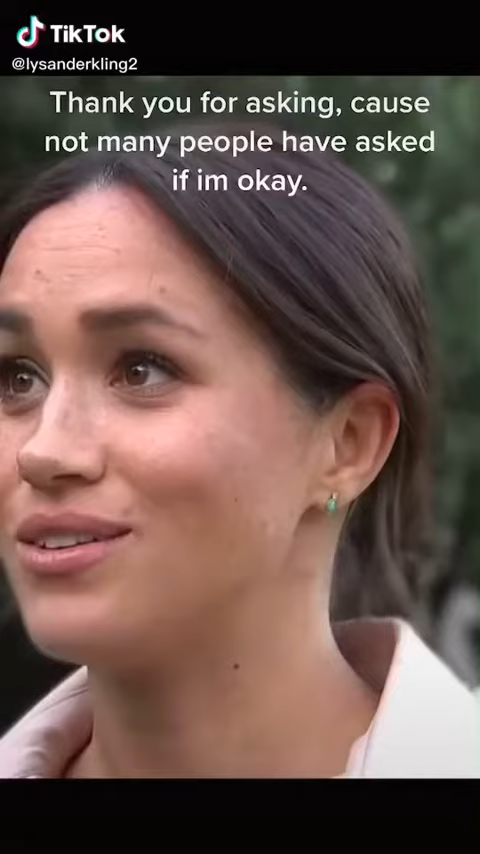 TikTok
@lysanderkling2
Thank you for asking, cause
not many people have asked
if im okay.